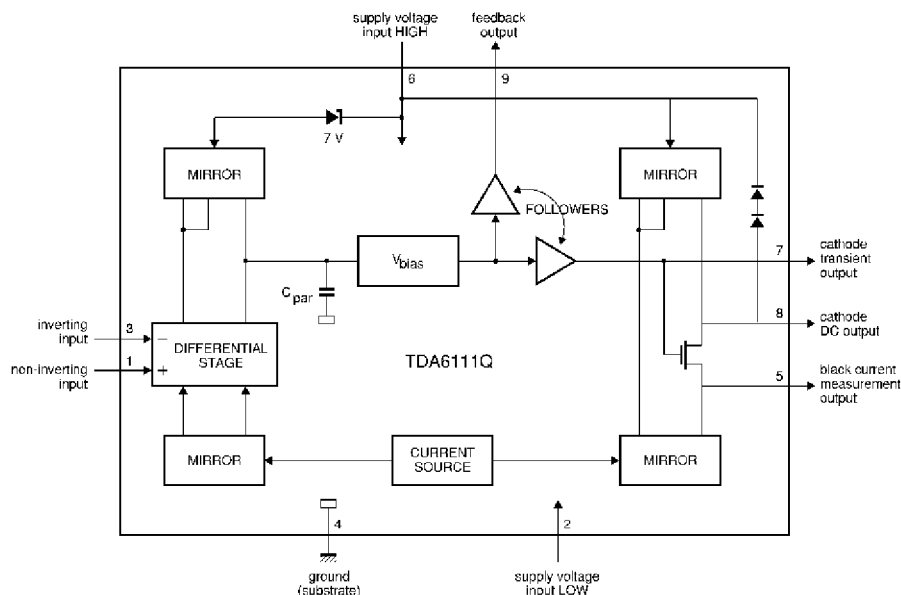 supply voltage
input HIGH
feedback
output
6
9
7 V
MIRROR
MIRROR
FOLLOWERS
Vbias
Cpar
7
cathode
transient
output
inverting
input
3
−
DIFFERENTIAL
STAGE
8
cathode
DC output
non-inverting
input
1
+
TDA6111Q
5
black current
measurement
output
MIRROR
CURRENT
SOURCE
MIRROR
4
2
ground
(substrate)
supply voltage
input LOW